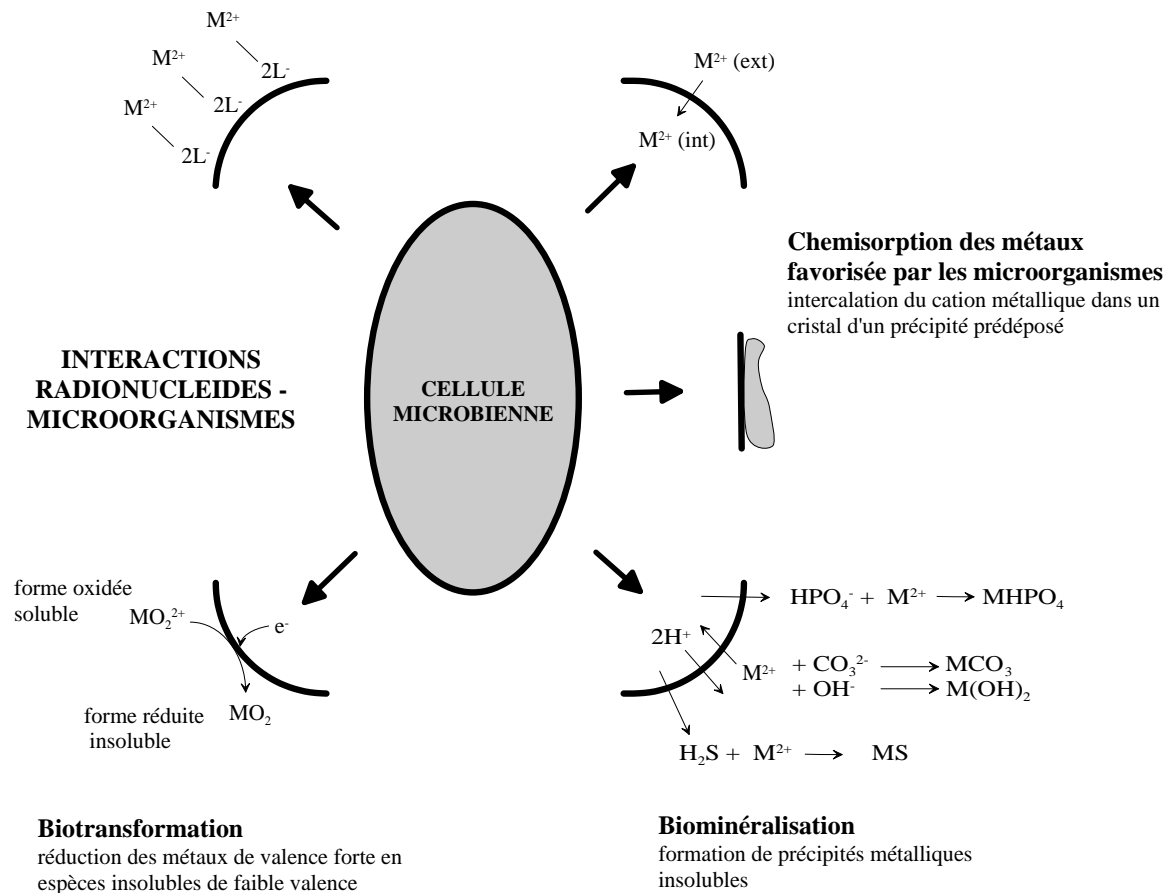 M²⁺
M²⁺
M²⁺
2L⁻
2L⁻
2L⁻
M²⁺ (ext)
M²⁺ (int)
Chemisorption des métaux
favorisée par les microorganismes
intercalation du cation métallique dans un
cristal d'un précipité prédéposé
INTERACTIONS
RADIONUCLEIDES -
MICROORGANISMES
CELLULE
MICROBIENNE
forme oxidée
soluble
MO₂²⁺
e⁻
forme réduite
insoluble
MO₂
HPO₄⁻ + M²⁺ → MHPO₄
2H⁺
M²⁺ + CO₃²⁻ → MCO₃
+ OH⁻ → M(OH)₂
H₂S + M²⁺ → MS
Biotransformation
réduction des métaux de valence forte en
espèces insolubles de faible valence
Biominéralisation
formation de précipités métalliques
insolubles